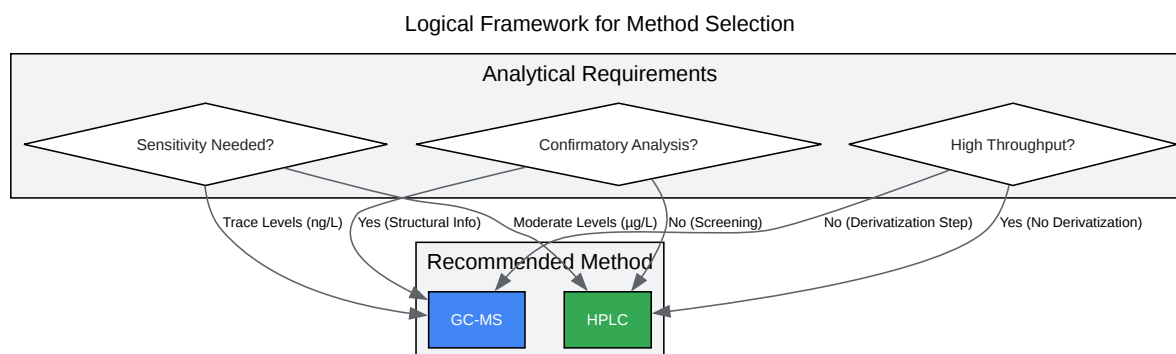 Logical Framework for Method Selection
Analytical Requirements
Sensitivity Needed?
Confirmatory Analysis?
High Throughput?
Trace Levels (ng/L)
Yes (Structural Info)
Moderate Levels (µg/L)
No (Screening)
No (Derivatization Step)
Yes (No Derivatization)
Recommended Method
GC-MS
HPLC